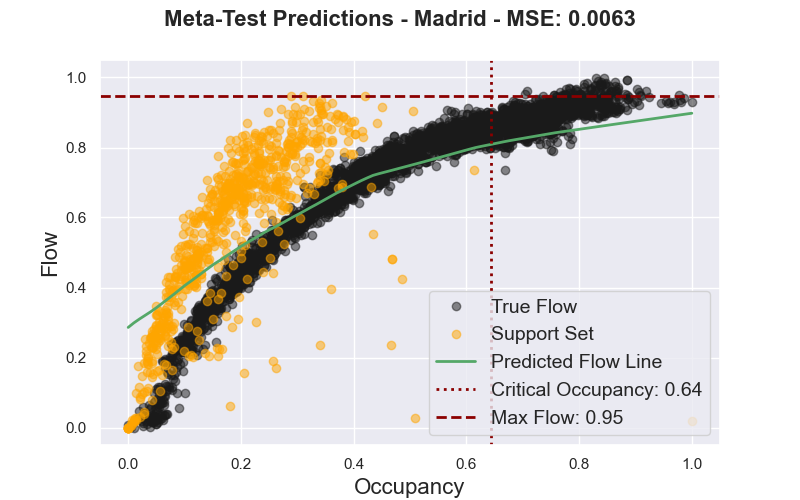 Meta-Test Predictions - Madrid - MSE: 0.0063
1.0
0.8
0.6
0.4
0.2
0.0
Flow
True Flow
Support Set
Predicted Flow Line
Critical Occupancy: 0.64
Max Flow: 0.95
0.0 0.2 0.4 0.6 0.8 1.0
Occupancy